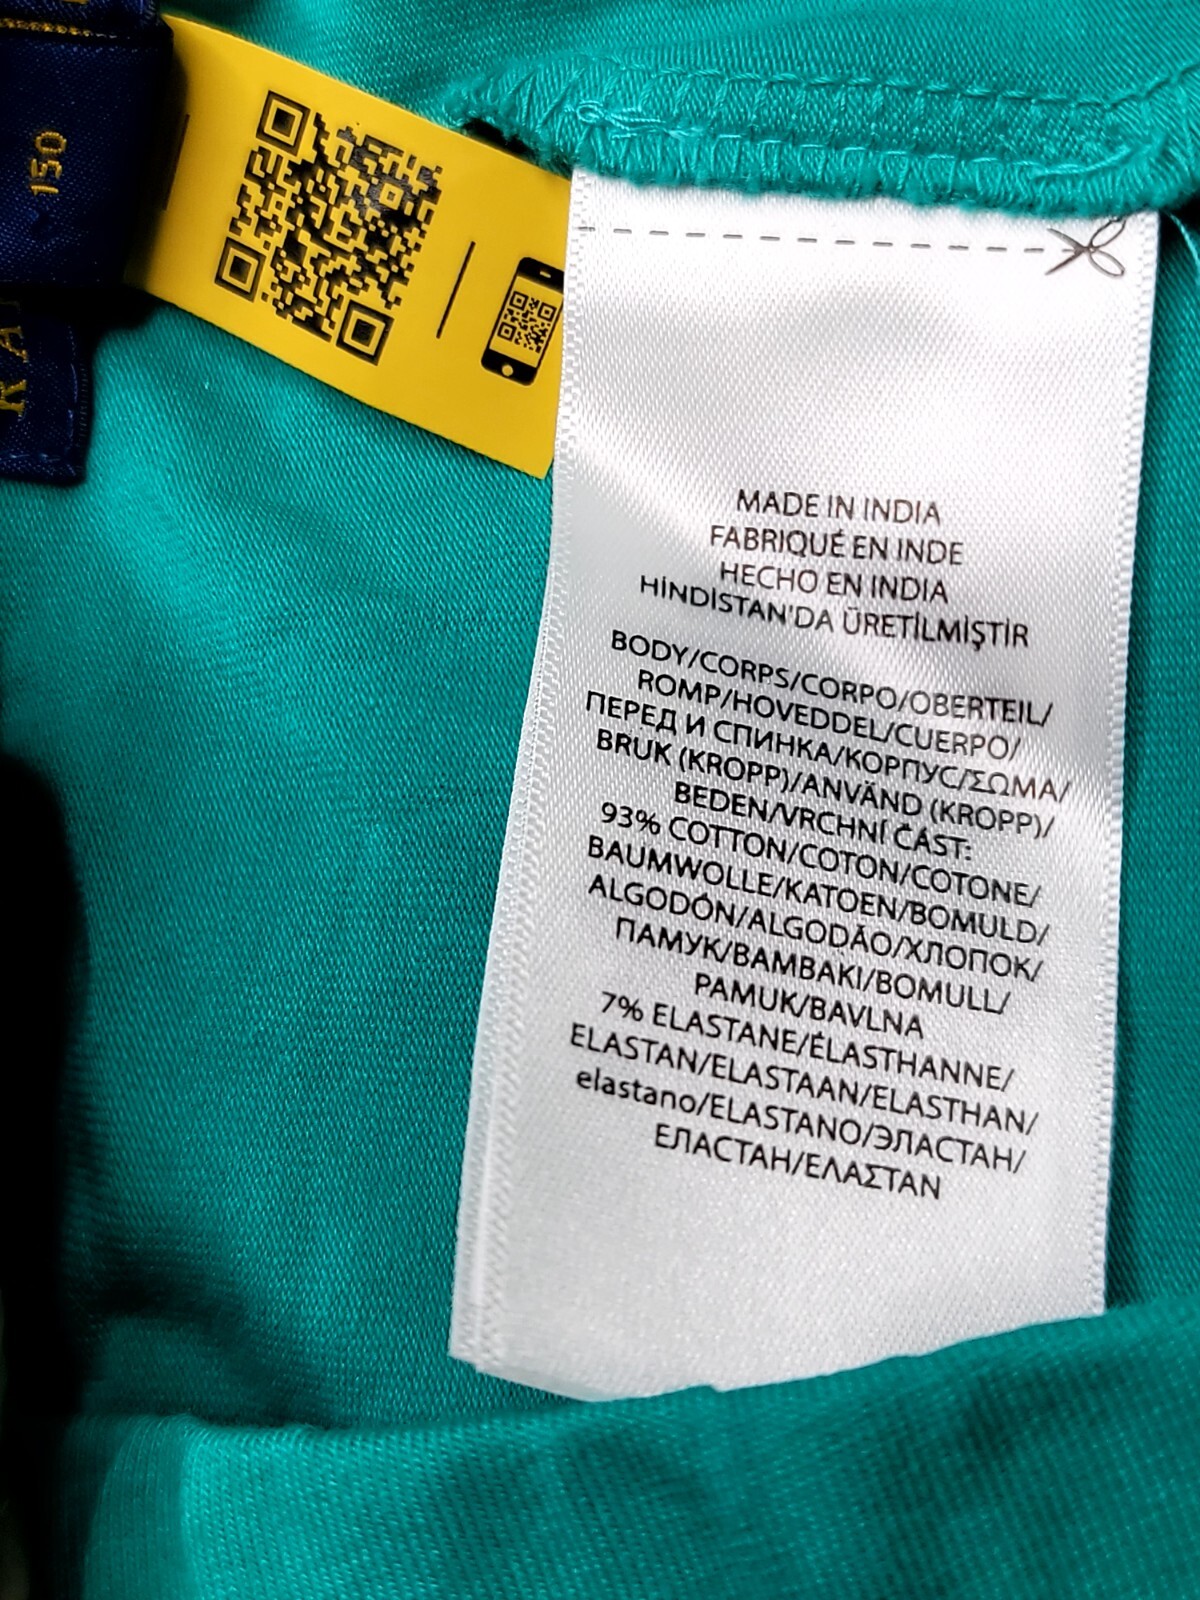 150
MADE IN INDIA
FABRIQUÉ EN INDE
HECHO EN INDIA
HİNDİSTAN'DA ÜRETİLMİŞTİR
BODY/CORPS/CORPO/OBERTEIL/
ROMP/HOVEDDEL/CUERPO/
ПЕРЕД И СПИНКА/КОРПУС/ΣΩΜΑ/
BRUK (KROPP)/ANVÄND (KROPP)/
BEDEN/VRCHNÍ ČÁST:
93% COTTON/COTON/COTONE/
BAUMWOLLE/KATOEN/BOMULD/
ALGODÓN/ALGODÃO/ХЛОПОК/
ПАМУК/BAMBAKI/BOMULL/
PAMUK/BAVLNA
7% ELASTANE/ÉLASTHANNE/
ELASTAN/ELASTAAN/ELASTHAN/
elastano/ELASTANO/ЭЛАСТАН/
ЕЛАСТАН/ΕΛΑΣΤΑΝ